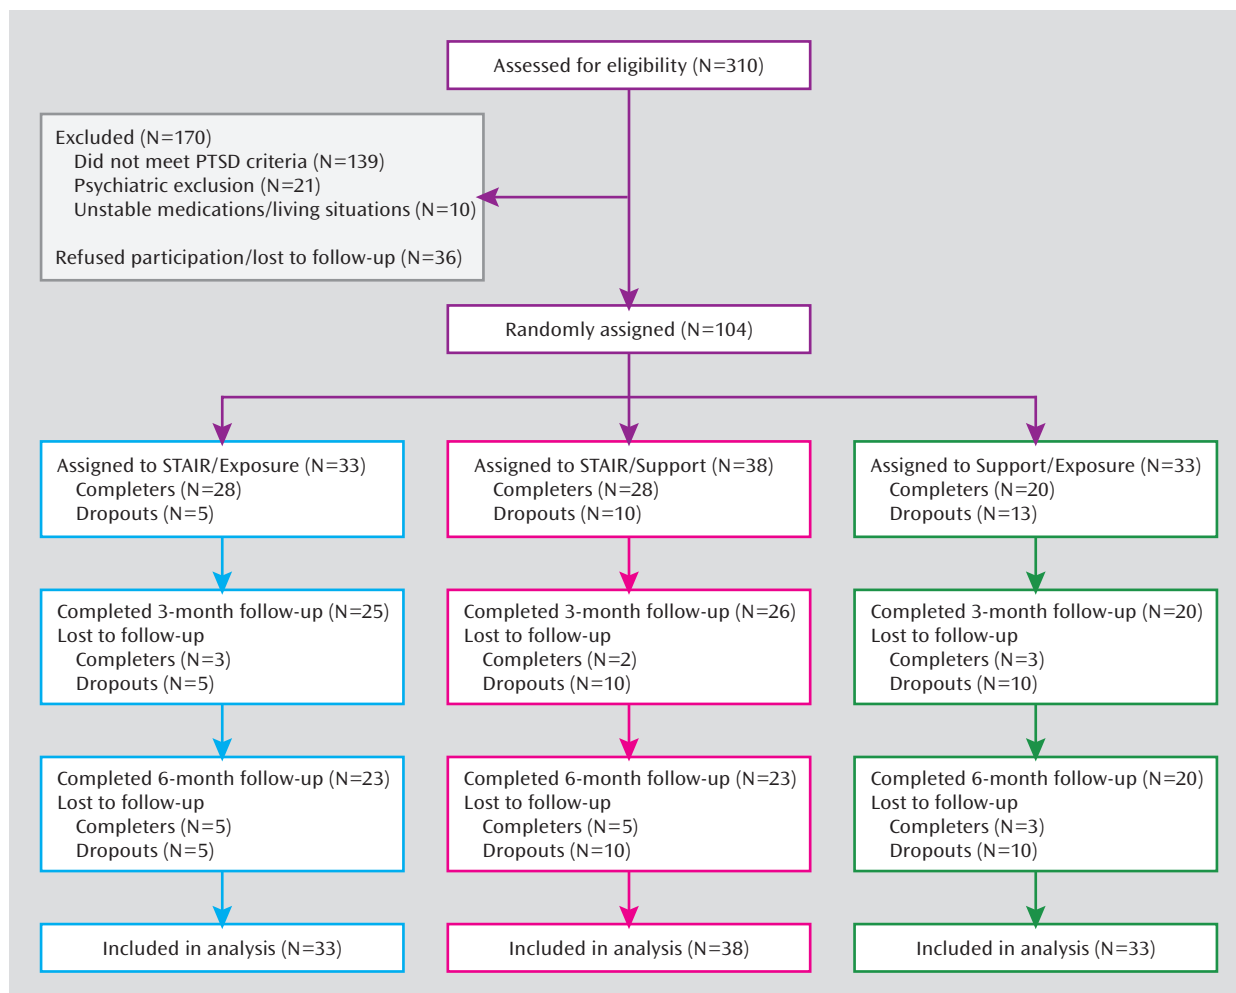 Assessed for eligibility (N=310)
Excluded (N=170)
Did not meet PTSD criteria (N=139)
Psychiatric exclusion (N=21)
Unstable medications/living situations (N=10)
Refused participation/lost to follow-up (N=36)
Randomly assigned (N=104)
Assigned to STAIR/Exposure (N=33)
Completers (N=28)
Dropouts (N=5)
Assigned to STAIR/Support (N=38)
Completers (N=28)
Dropouts (N=10)
Assigned to Support/Exposure (N=33)
Completers (N=20)
Dropouts (N=13)
Completed 3-month follow-up (N=25)
Lost to follow-up
Completers (N=3)
Dropouts (N=5)
Completed 3-month follow-up (N=26)
Lost to follow-up
Completers (N=2)
Dropouts (N=10)
Completed 3-month follow-up (N=20)
Lost to follow-up
Completers (N=3)
Dropouts (N=10)
Completed 6-month follow-up (N=23)
Lost to follow-up
Completers (N=5)
Dropouts (N=5)
Completed 6-month follow-up (N=23)
Lost to follow-up
Completers (N=5)
Dropouts (N=10)
Completed 6-month follow-up (N=20)
Lost to follow-up
Completers (N=3)
Dropouts (N=10)
Included in analysis (N=33)
Included in analysis (N=38)
Included in analysis (N=33)